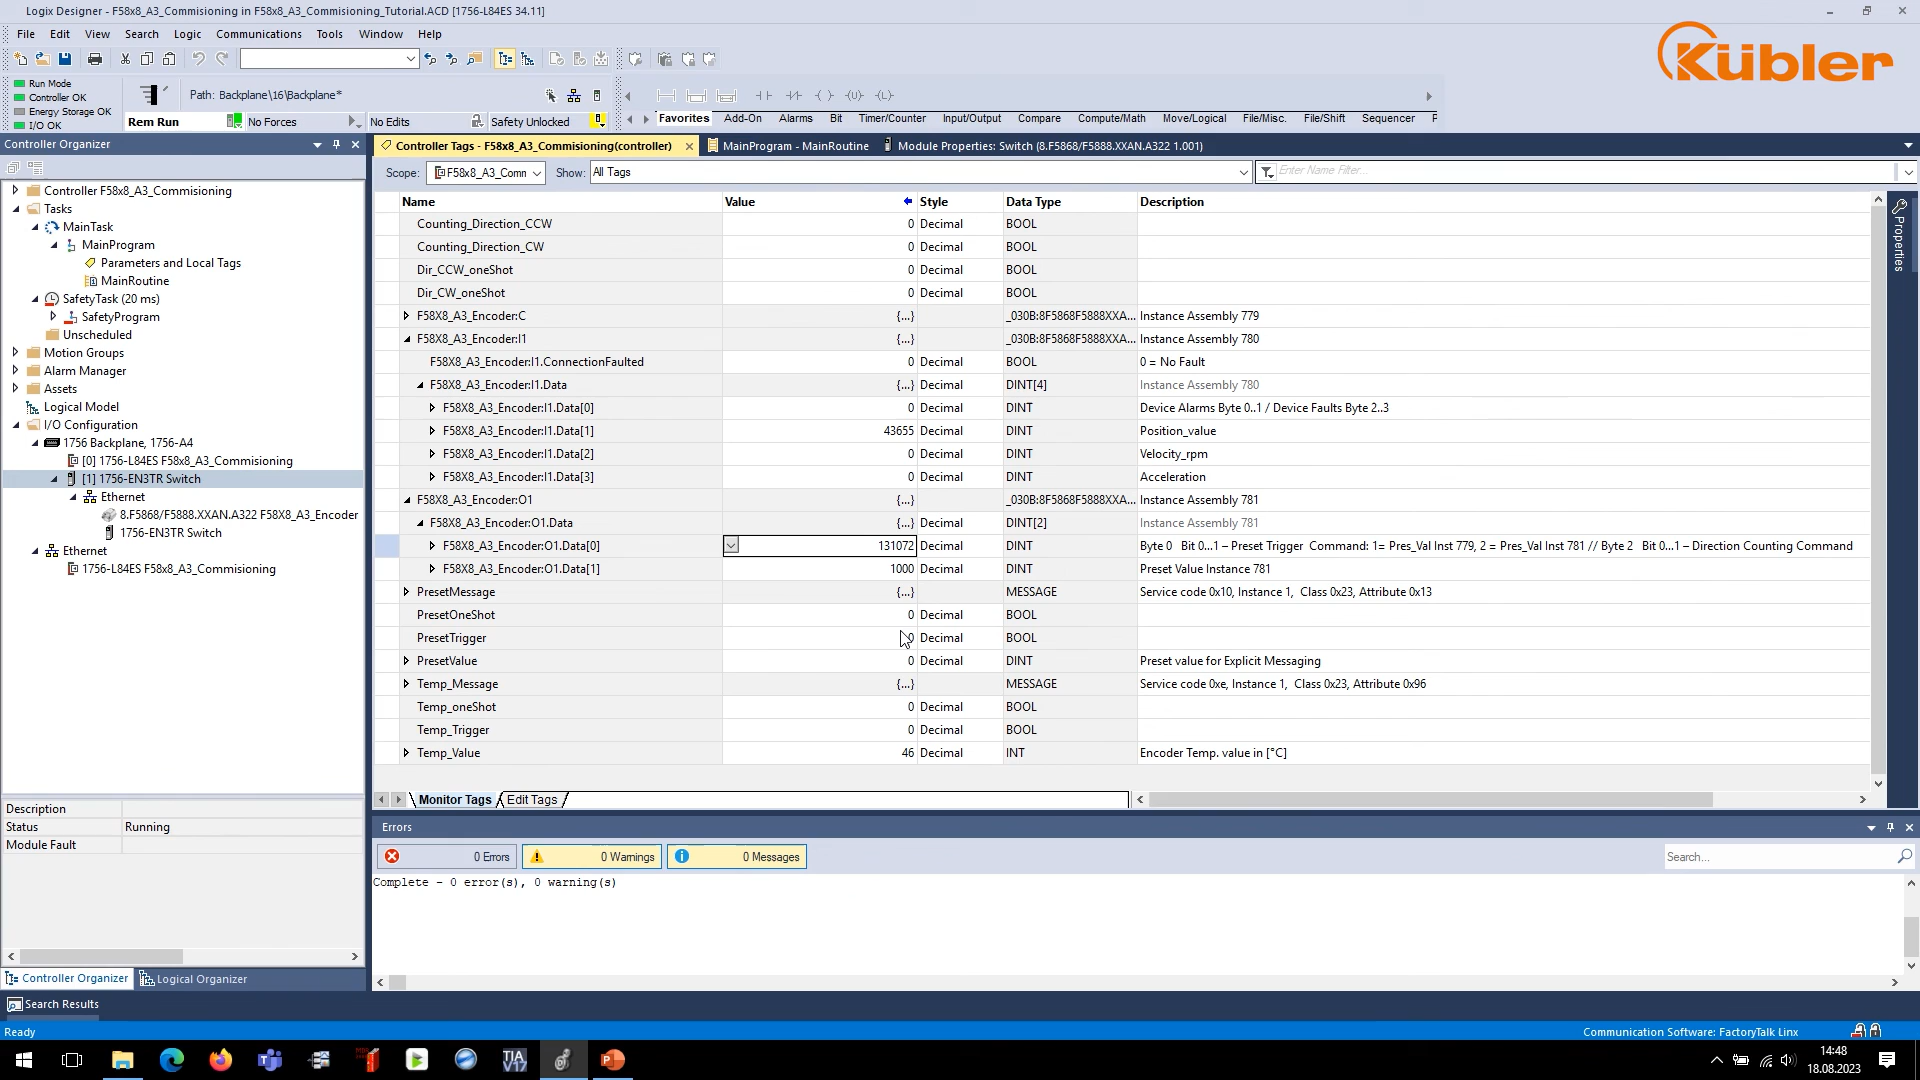 Logix Designer - F58x8_A3_Commisioning in F58x8_A3_Commisioning_Tutorial.ACD [1756-L84ES 34.11]
File Edit View Search Logic Communications Tools Window Help
Kübler
Run Mode
Controller OK
Energy Storage OK
I/O OK
Path: Backplane\16\Backplane*
Rem Run No Forces No Edits Safety Unlocked
Favorites Add-On Alarms Bit Timer/Counter Input/Output Compare Compute/Math Move/Logical File/Misc. File/Shift Sequencer P
Controller Organizer
Controller Tags - F58x8_A3_Commisioning(controller) MainProgram - MainRoutine Module Properties: Switch (8.F5868/F5888.XXAN.A322 1.001)
Scope: F58x8_A3_Comn Show: All Tags Enter Name Filter...
Controller F58x8_A3_Commisioning
Tasks
MainTask
MainProgram
Parameters and Local Tags
MainRoutine
SafetyTask (20 ms)
SafetyProgram
Unscheduled
Motion Groups
Alarm Manager
Assets
Logical Model
I/O Configuration
1756 Backplane, 1756-A4
[0] 1756-L84ES F58x8_A3_Commisioning
[1] 1756-EN3TR Switch
Ethernet
8.F5868/F5888.XXAN.A322 F58X8_A3_Encoder
1756-EN3TR Switch
Ethernet
1756-L84ES F58x8_A3_Commisioning
Name Value Style Data Type Description
Counting_Direction_CCW 0 Decimal BOOL
Counting_Direction_CW 0 Decimal BOOL
Dir_CCW_oneShot 0 Decimal BOOL
Dir_CW_oneShot 0 Decimal BOOL
F58X8_A3_Encoder:C {...} _030B:8F5868F5888XXA... Instance Assembly 779
F58X8_A3_Encoder:I1 {...} _030B:8F5868F5888XXA... Instance Assembly 780
F58X8_A3_Encoder:I1.ConnectionFaulted 0 Decimal BOOL 0 = No Fault
F58X8_A3_Encoder:I1.Data {...} Decimal DINT[4] Instance Assembly 780
F58X8_A3_Encoder:I1.Data[0] 0 Decimal DINT Device Alarms Byte 0..1 / Device Faults Byte 2..3
F58X8_A3_Encoder:I1.Data[1] 43655 Decimal DINT Position_value
F58X8_A3_Encoder:I1.Data[2] 0 Decimal DINT Velocity_rpm
F58X8_A3_Encoder:I1.Data[3] 0 Decimal DINT Acceleration
F58X8_A3_Encoder:O1 {...} _030B:8F5868F5888XXA... Instance Assembly 781
F58X8_A3_Encoder:O1.Data {...} Decimal DINT[2] Instance Assembly 781
F58X8_A3_Encoder:O1.Data[0] 131072 Decimal DINT Byte 0 Bit 0...1 – Preset Trigger Command: 1= Pres_Val Inst 779, 2 = Pres_Val Inst 781 // Byte 2 Bit 0...1 – Direction Counting Command
F58X8_A3_Encoder:O1.Data[1] 1000 Decimal DINT Preset Value Instance 781
PresetMessage {...} MESSAGE Service code 0x10, Instance 1, Class 0x23, Attribute 0x13
PresetOneShot 0 Decimal BOOL
PresetTrigger 0 Decimal BOOL
PresetValue 0 Decimal DINT Preset value for Explicit Messaging
Temp_Message {...} MESSAGE Service code 0xe, Instance 1, Class 0x23, Attribute 0x96
Temp_oneShot 0 Decimal BOOL
Temp_Trigger 0 Decimal BOOL
Temp_Value 46 Decimal INT Encoder Temp. value in [°C]
Properties
Monitor Tags Edit Tags
Description
Status Running
Module Fault
Errors
0 Errors 0 Warnings 0 Messages Search...
Complete - 0 error(s), 0 warning(s)
Controller Organizer Logical Organizer
Search Results
Ready Communication Software: FactoryTalk Linx
TIA V17
14:48
18.08.2023